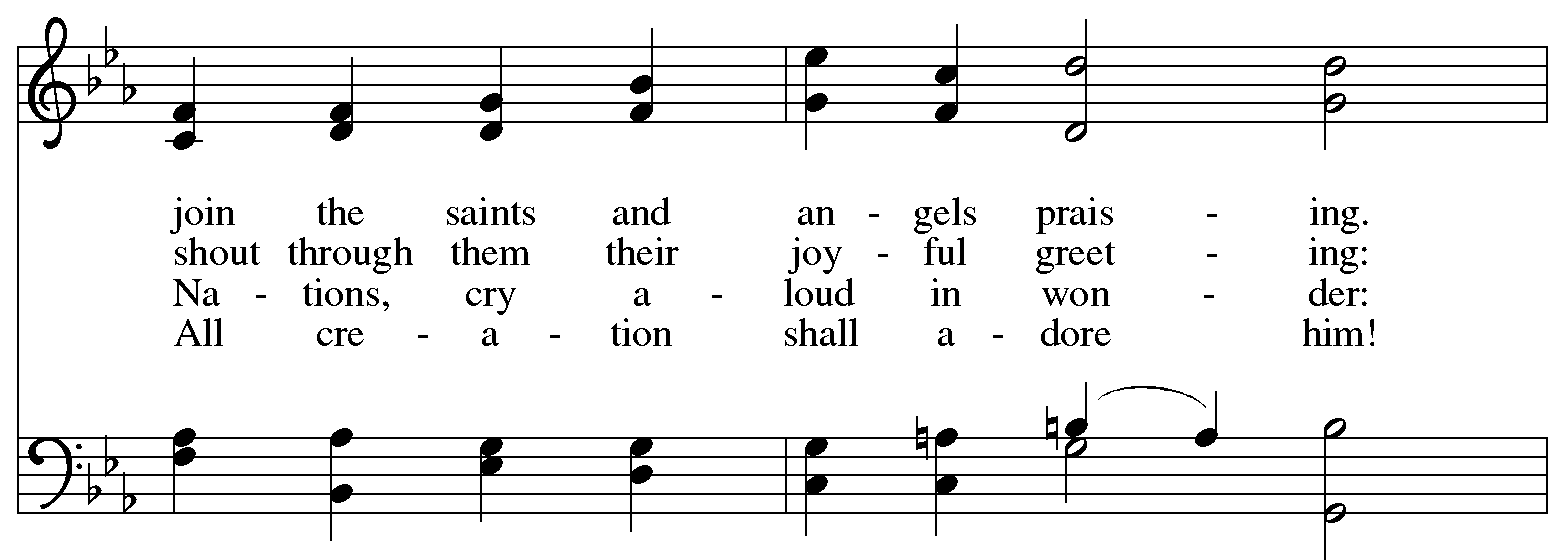 join the saints and an - gels prais - ing.
shout through them their joy - ful greet - ing:
Na - tions, cry a - loud in won - der:
All cre - a - tion shall a - dore him!